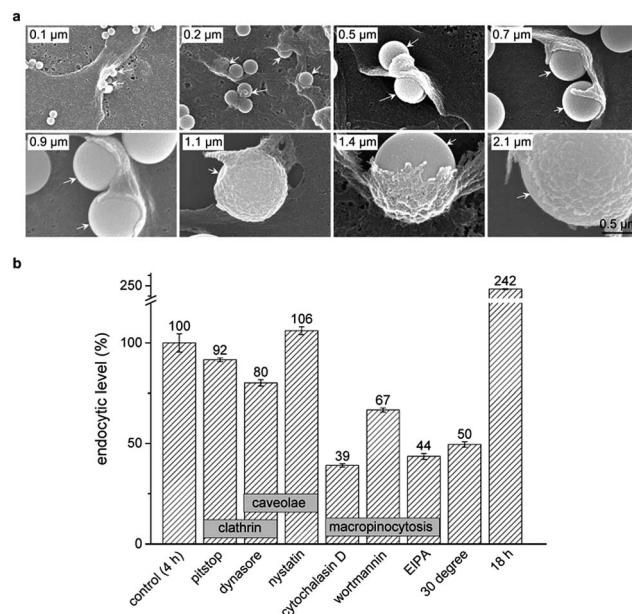 a
0.1 μm
0.2 μm
0.5 μm
0.7 μm
0.9 μm
1.1 μm
1.4 μm
2.1 μm
0.5 μm
b
endocytic level (%)
250
100
50
0
100
92
80
106
39
67
44
50
242
caveolae
clathrin
macropinocytosis
control (4 h)
pitstop
dynasore
nystatin
cytochalasin D
wortmannin
EIPA
30 degree
18 h